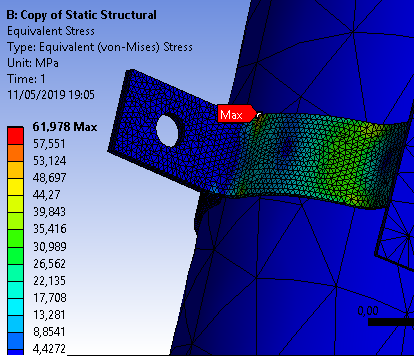 B: Copy of Static Structural
Equivalent Stress
Type: Equivalent (von-Mises) Stress
Unit: MPa
Time: 1
11/05/2019 19:05
Max
61,978 Max
57,551
53,124
48,697
44,27
39,843
35,416
30,989
26,562
22,135
17,708
13,281
8,8541
4,4272
0,00